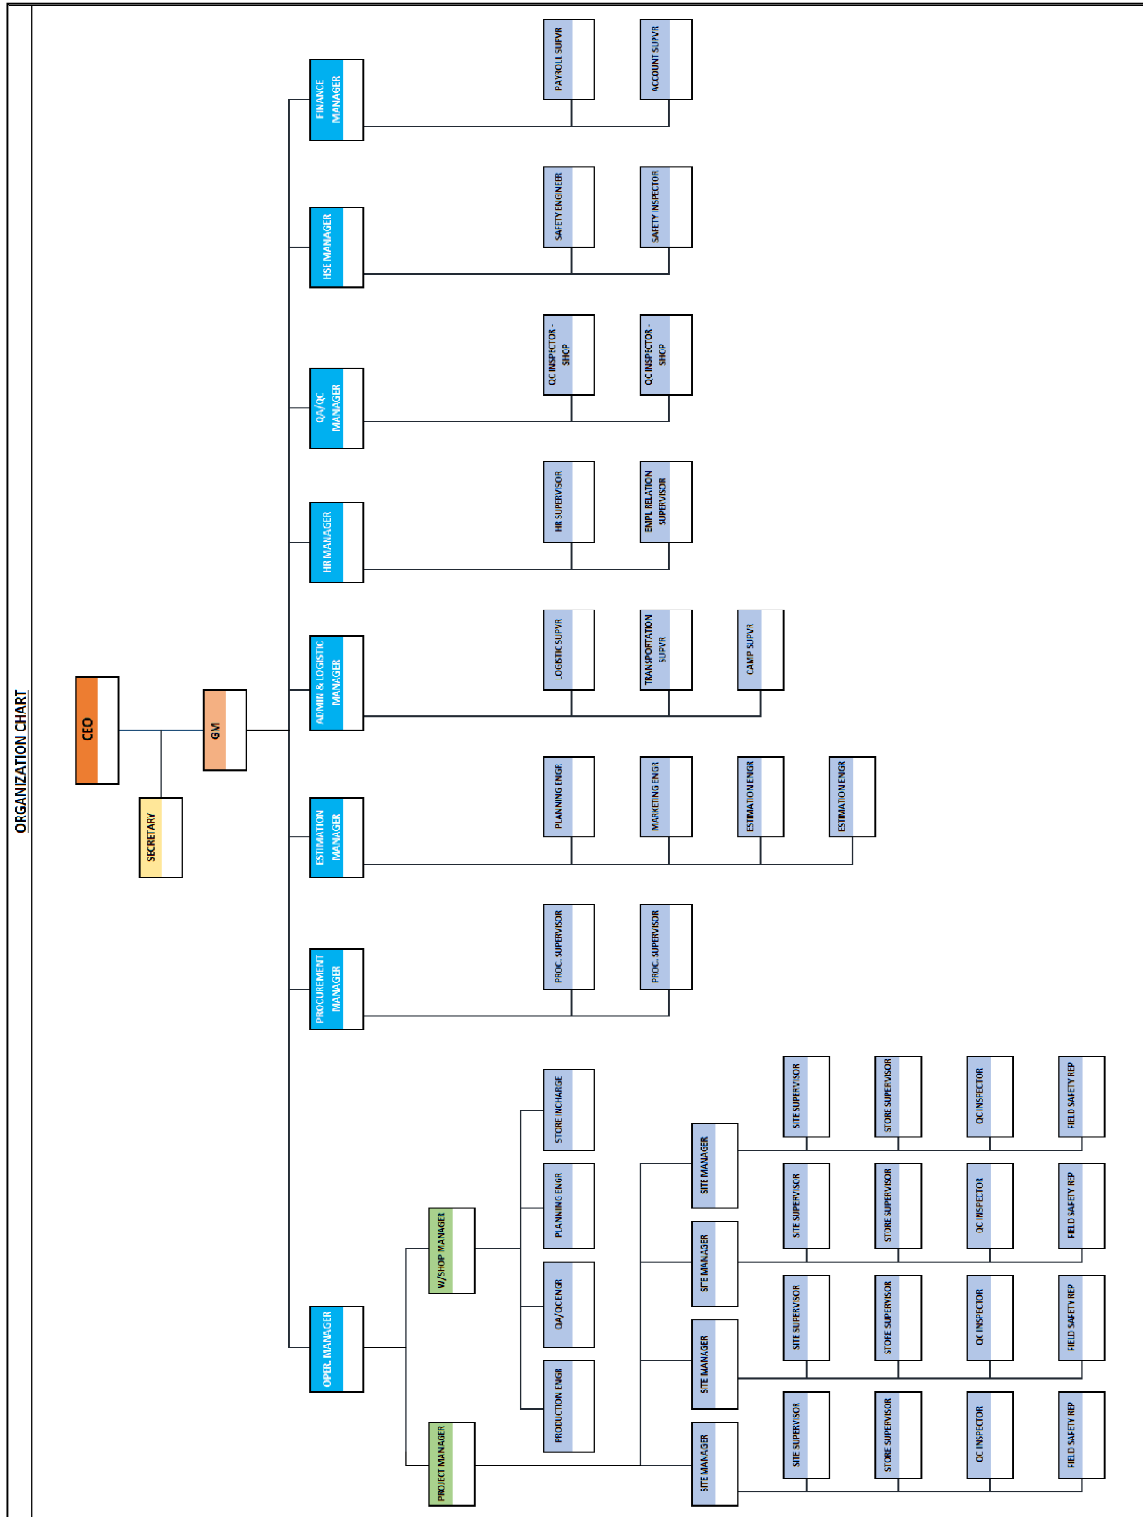 ORGANIZATION CHART
CEO
SECRETARY
GM
OPER. MANAGER
PROCUREMENT
MANAGER
ESTIMATION
MANAGER
ADMIN & LOGISTIC
MANAGER
HR MANAGER
QA/QC
MANAGER
HSE MANAGER
FINANCE
MANAGER
PROJECT MANAGER
W/SHOP MANAGER
PRODUCTION ENGR
QA/QC ENGR
PLANNING ENGR
STORE INCHARGE
PROC. SUPERVISOR
PLANNING ENGR
LOGISTIC SUPVR
HR SUPERVISOR
QC INSPECTOR -
SHOP
SAFETY ENGINEER
PAYROLL SUPVR
PROC. SUPERVISOR
MARKETING ENGR
TRANSPORTATION
SUPVR
EMPL RELATION
SUPERVISOR
QC INSPECTOR -
SHOP
SAFETY INSPECTOR
ACCOUNT SUPVR
ESTIMATION ENGR
CAMP SUPVR
ESTIMATION ENGR
SITE MANAGER
SITE MANAGER
SITE MANAGER
SITE MANAGER
SITE SUPERVISOR
SITE SUPERVISOR
SITE SUPERVISOR
SITE SUPERVISOR
STORE SUPERVISOR
STORE SUPERVISOR
STORE SUPERVISOR
STORE SUPERVISOR
QC INSPECTOR
QC INSPECTOR
QC INSPECTOR
QC INSPECTOR
FIELD SAFETY REP
FIELD SAFETY REP
FIELD SAFETY REP
FIELD SAFETY REP